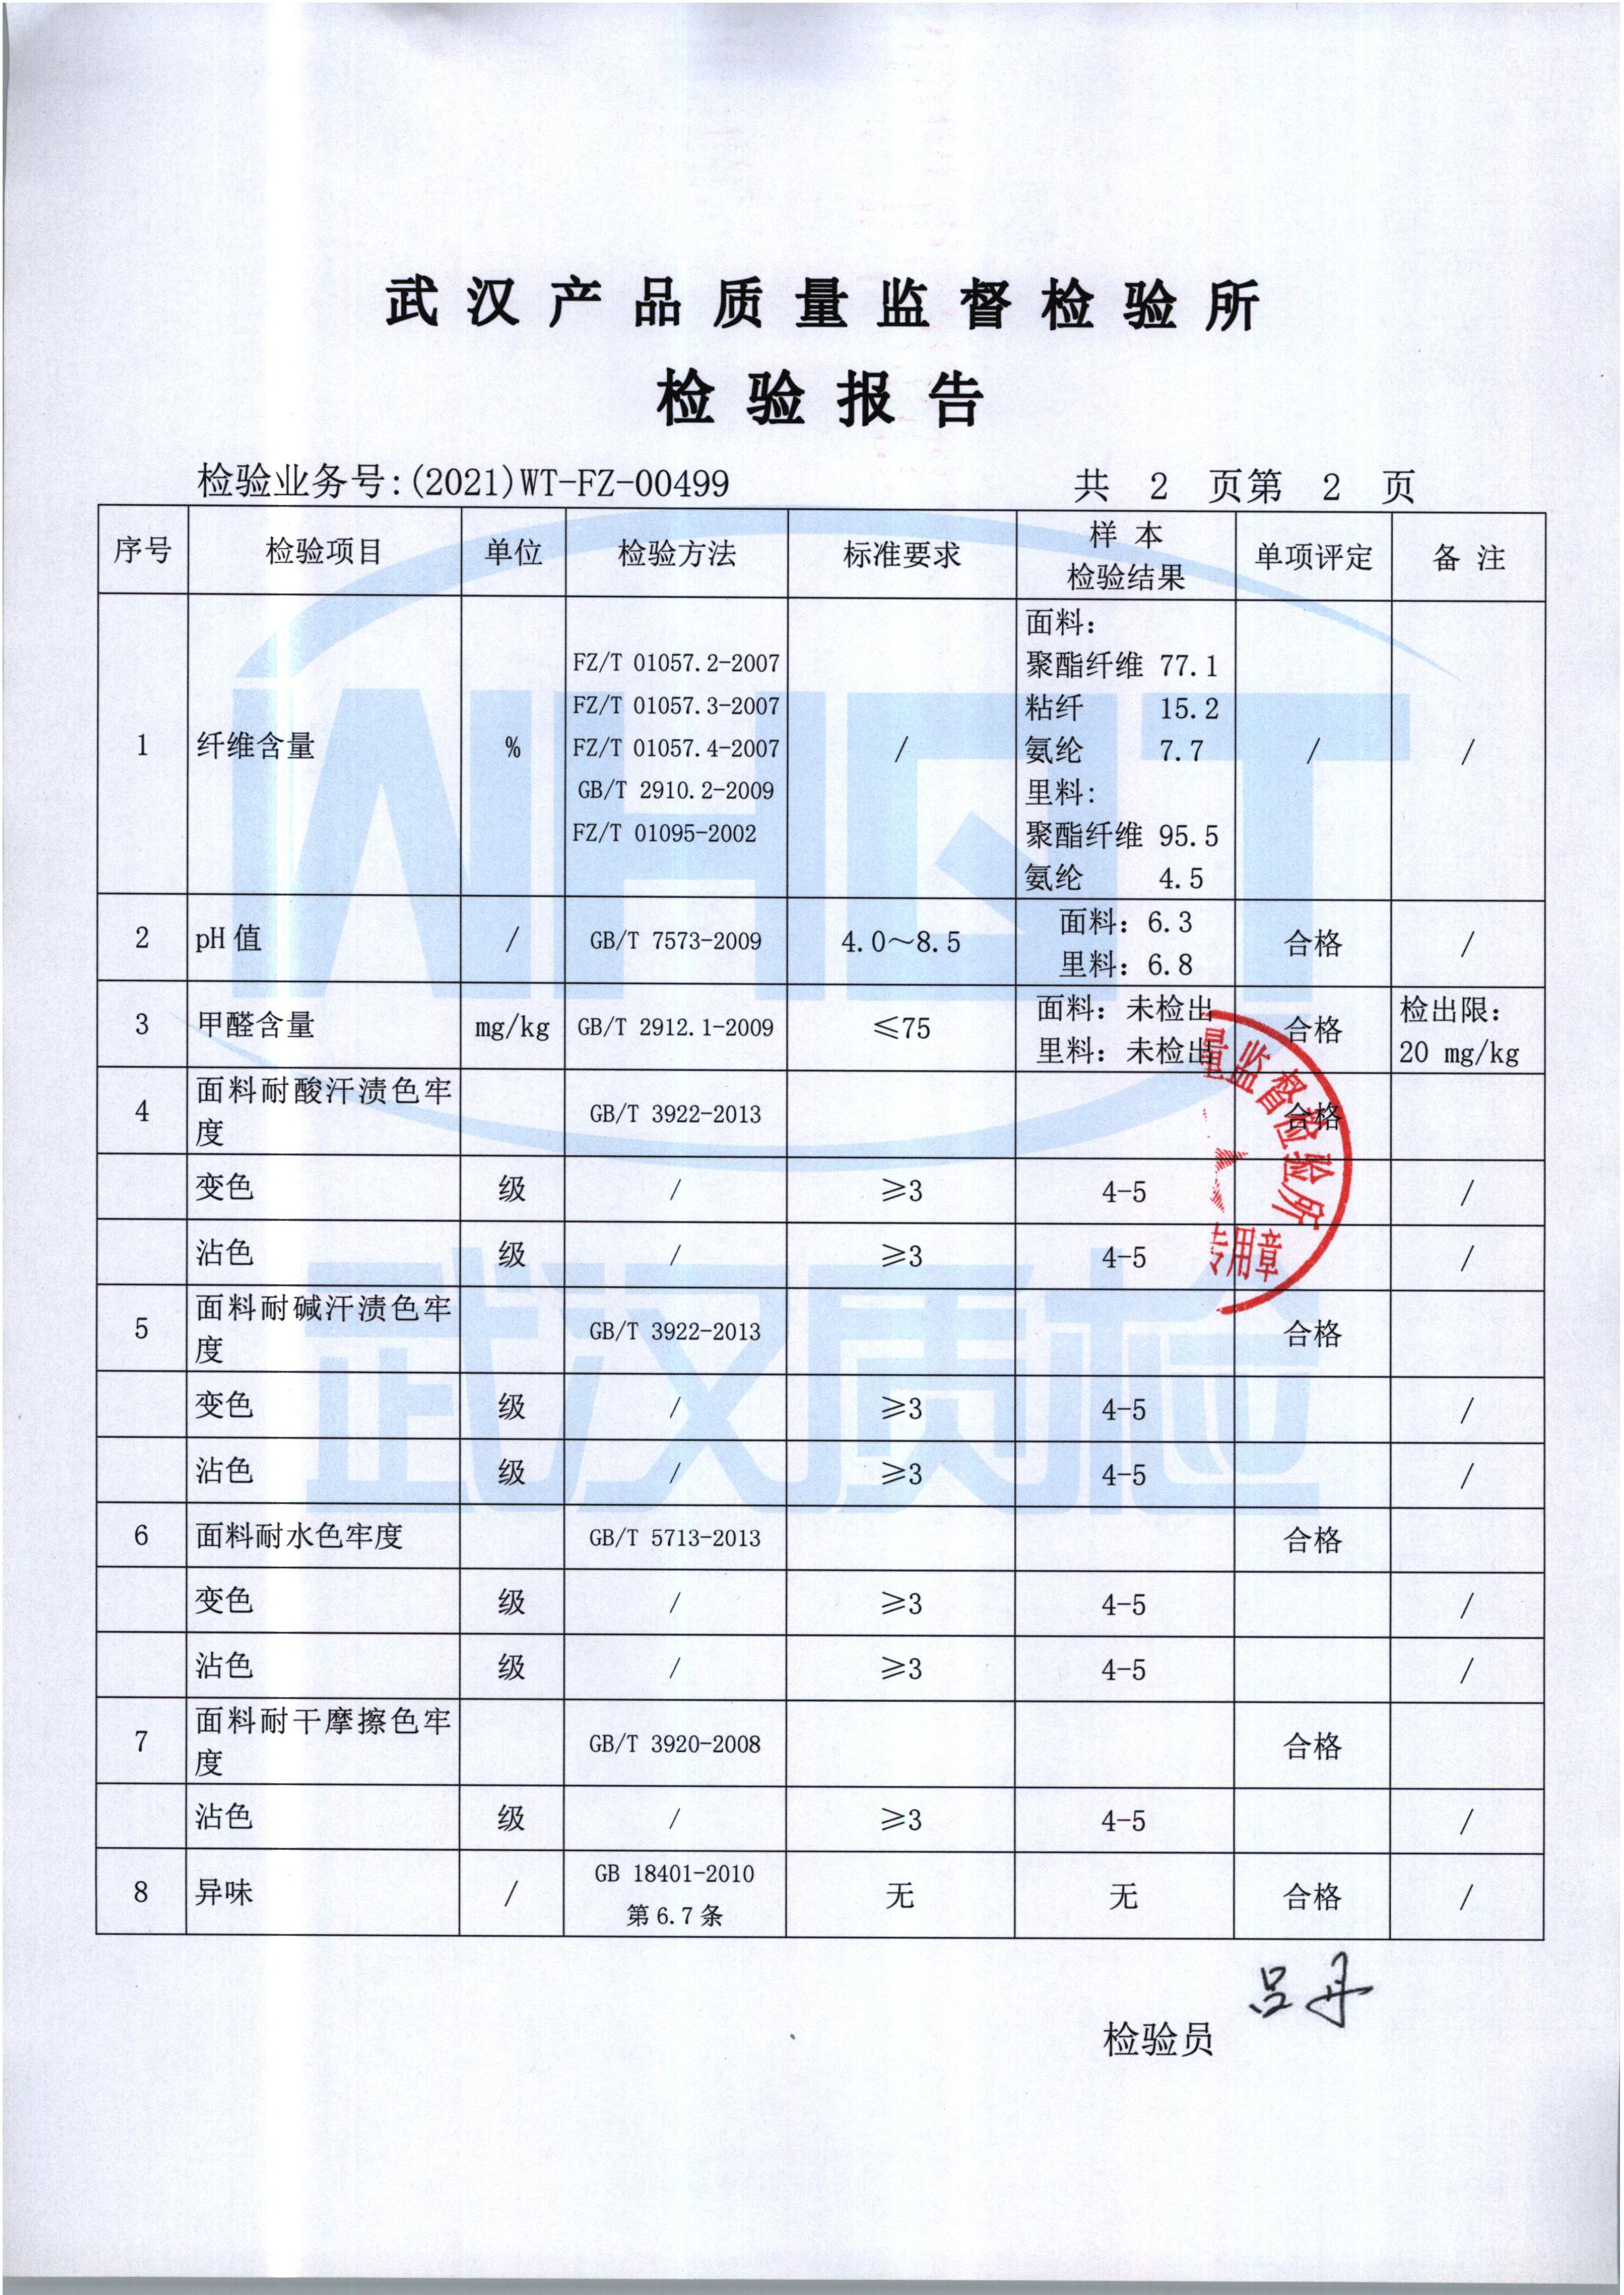 武汉产品质量监督检验所
检验报告
检验业务号:(2021)WT-FZ-00499 共 2 页第 2 页
序号 检验项目 单位 检验方法 标准要求 样本检验结果 单项评定 备注
1 纤维含量 % FZ/T 01057.2-2007 / 面料: / /
聚酯纤维 77.1
FZ/T 01057.3-2007 粘纤 15.2
FZ/T 01057.4-2007 氨纶 7.7
GB/T 2910.2-2009 里料:
FZ/T 01095-2002 聚酯纤维 95.5
氨纶 4.5
2 pH值 / GB/T 7573-2009 4.0～8.5 面料: 6.3 合格 /
里料: 6.8
3 甲醛含量 mg/kg GB/T 2912.1-2009 ≤75 面料: 未检出 合格 检出限:
里料: 未检出 20 mg/kg
4 面料耐酸汗渍色牢 GB/T 3922-2013 合格
度
变色 级 / ≥3 4-5 /
沾色 级 / ≥3 4-5 /
5 面料耐碱汗渍色牢 GB/T 3922-2013 合格
度
变色 级 / ≥3 4-5 /
沾色 级 / ≥3 4-5 /
6 面料耐水色牢度 GB/T 5713-2013 合格
变色 级 / ≥3 4-5 /
沾色 级 / ≥3 4-5 /
7 面料耐干摩擦色牢 GB/T 3920-2008 合格
度
沾色 级 / ≥3 4-5 /
8 异味 / GB 18401-2010 无 无 合格 /
第6.7条
量监督检验所
专用章
WHQT
武汉质检
检验员 吕丹